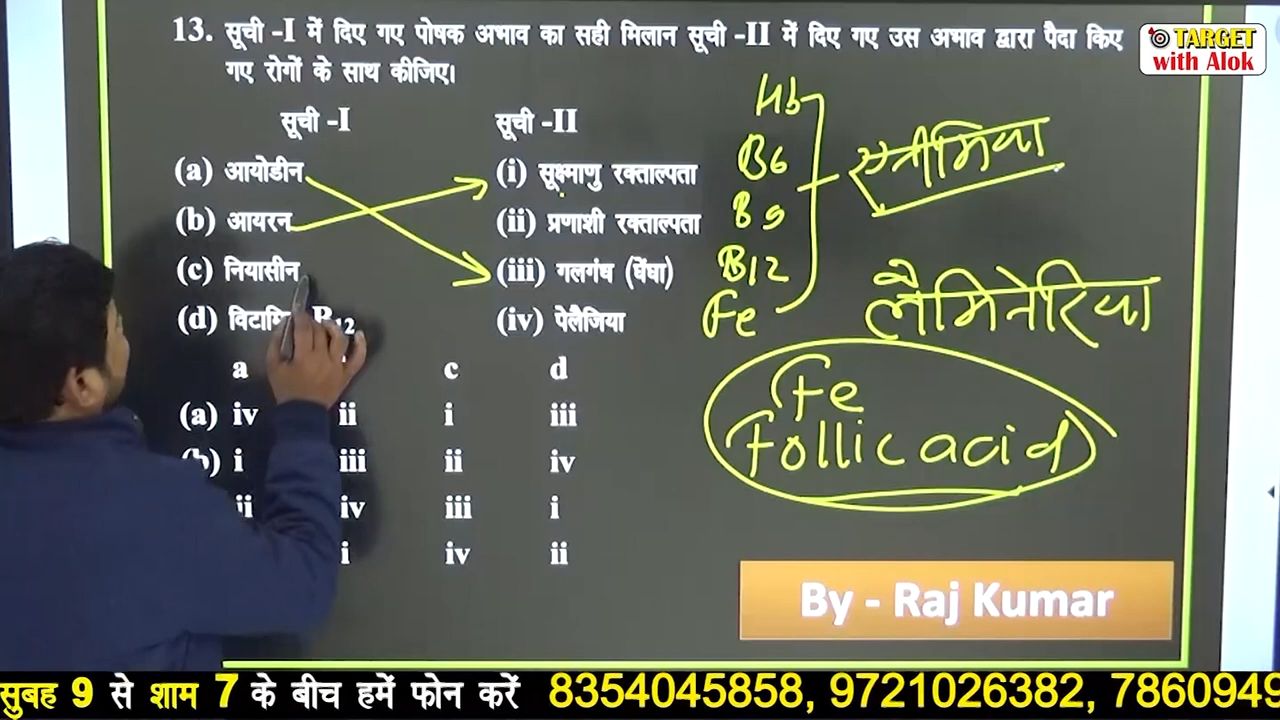 13. सूची -I में दिए गए पोषक अभाव का सही मिलान सूची -II में दिए गए उस अभाव द्वारा पैदा किए
गए रोगों के साथ कीजिए।
TARGET
with Alok
सूची -I सूची -II
(a) आयोडीन (i) सूक्ष्माणु रक्ताल्पता
(b) आयरन (ii) प्रणाशी रक्ताल्पता
(c) नियासीन (iii) गलगंघ (घेंघा)
(d) (iv) पेलैजिया
a c d
(a) iv ii i iii
i iii ii iv
iv iii i
i iv ii
Hb
B6
B9
B12
Fe
एनीमिया
लैमिनेरिया
Fe
Follic acid
By - Raj Kumar
सुबह 9 से शाम 7 के बीच हमें फोन करें 8354045858, 9721026382, 7860949